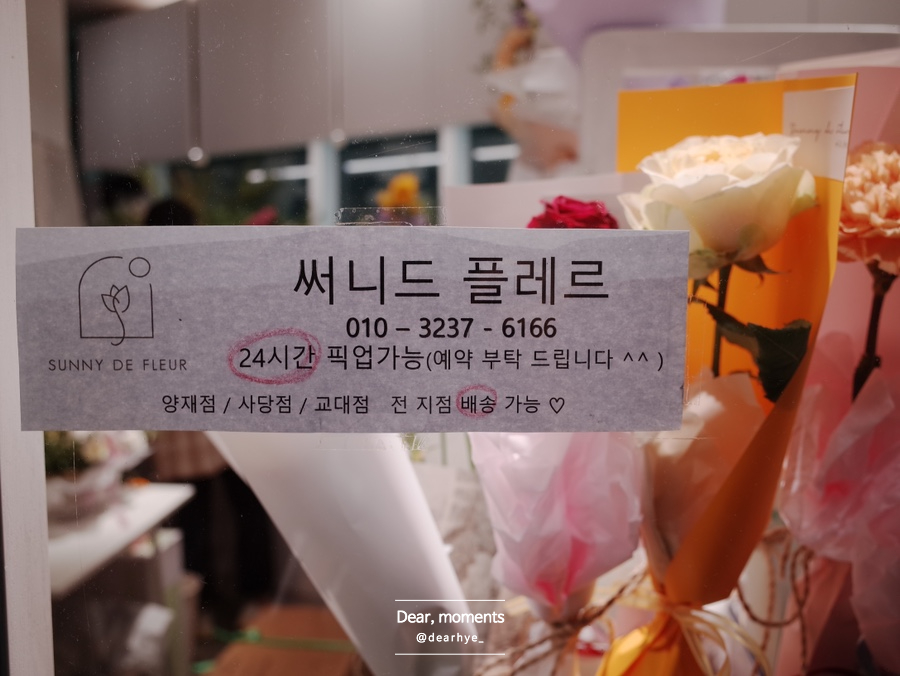 써니드 플레르
010 – 3237 - 6166
24시간 픽업가능(예약 부탁 드립니다 ^^ )
양재점 / 사당점 / 교대점 전 지점 배송 가능 ♡
SUNNY DE FLEUR
Dear, moments
@dearhye_